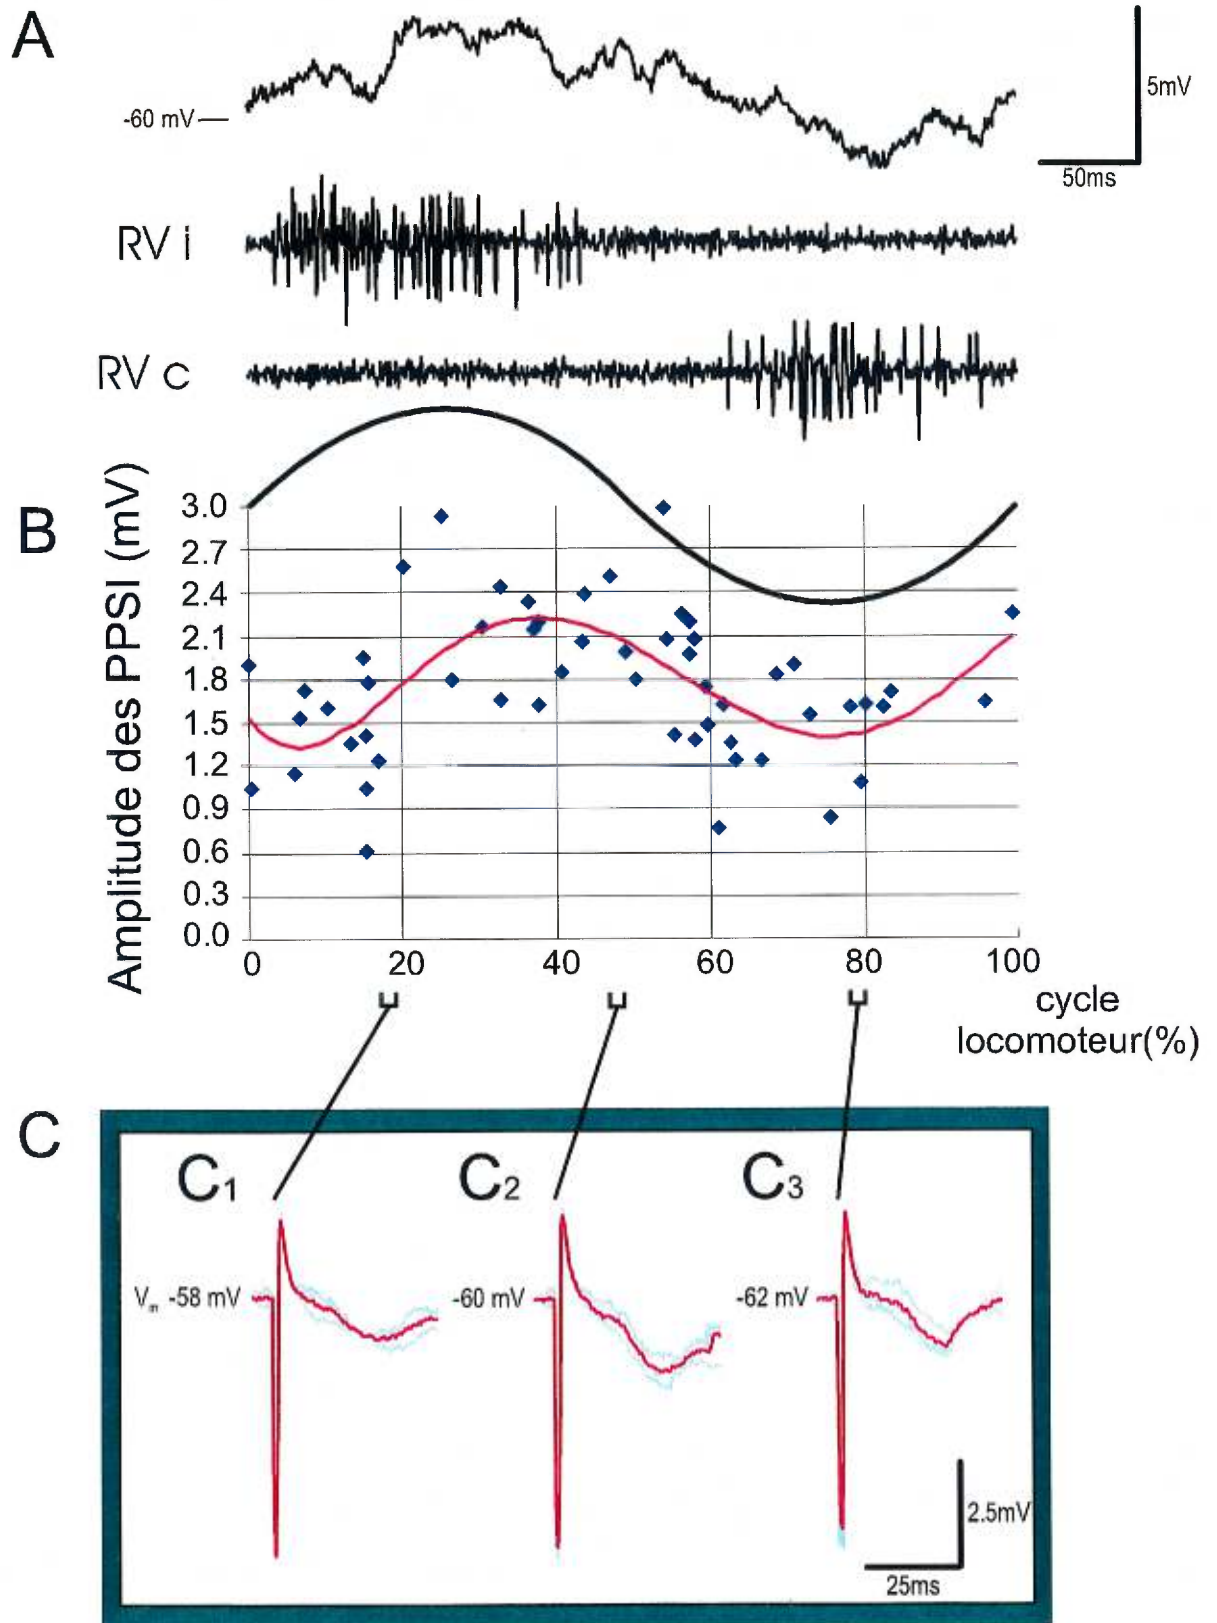 A
-60 mV
5mV
50ms
RV i
RV c
B
Amplitude des PPSI (mV)
3.0
2.7
2.4
2.1
1.8
1.5
1.2
0.9
0.6
0.3
0.0
0 20 40 60 80 100
cycle
locomoteur(%)
C
C1 C2 C3
Vm -58 mV -60 mV -62 mV
2.5mV
25ms